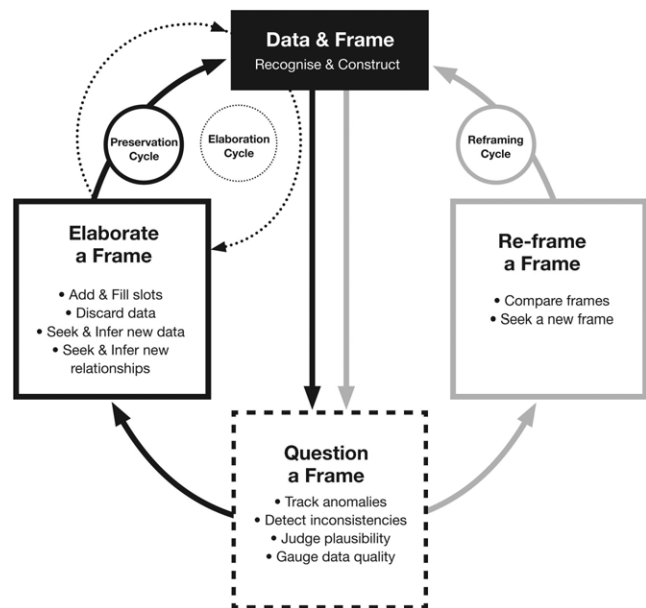 Data & Frame
Recognise & Construct
Preservation
Cycle
Elaboration
Cycle
Reframing
Cycle
Elaborate
a Frame
• Add & Fill slots
• Discard data
• Seek & Infer new data
• Seek & Infer new
relationships
Re-frame
a Frame
• Compare frames
• Seek a new frame
Question
a Frame
• Track anomalies
• Detect inconsistencies
• Judge plausibility
• Gauge data quality